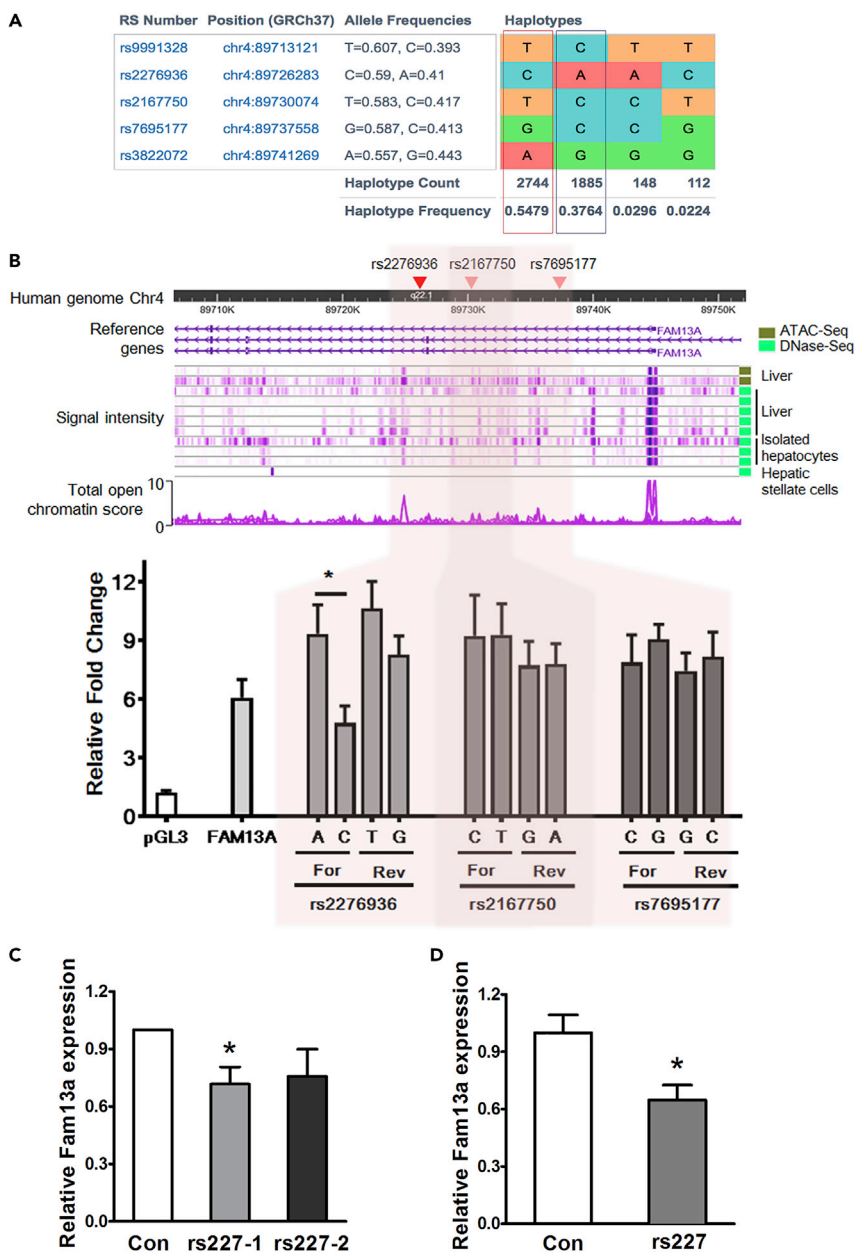 A
RS Number Position (GRCh37) Allele Frequencies Haplotypes
rs9991328 chr4:89713121 T=0.607, C=0.393 T C T T
rs2276936 chr4:89726283 C=0.59, A=0.41 C A A C
rs2167750 chr4:89730074 T=0.583, C=0.417 T C C T
rs7695177 chr4:89737558 G=0.587, C=0.413 G C C G
rs3822072 chr4:89741269 A=0.557, G=0.443 A G G G
Haplotype Count 2744 1885 148 112
Haplotype Frequency 0.5479 0.3764 0.0296 0.0224
B
rs2276936 rs2167750 rs7695177
Human genome Chr4 q22.1
89710K 89720K 89730K 89740K 89750K
Reference genes
FAM13A
FAM13A
ATAC-Seq
DNase-Seq
Signal intensity
Liver
Liver
Isolated hepatocytes
Hepatic stellate cells
Total open chromatin score
10
0
Relative Fold Change
12
9
6
3
0
*
pGL3 FAM13A A C T G C T G A C G G C
For Rev For Rev For Rev
rs2276936 rs2167750 rs7695177
C
Relative Fam13a expression
1.2
0.9
0.6
0.3
0.0
*
Con rs227-1 rs227-2
D
Relative Fam13a expression
1.2
0.9
0.6
0.3
0.0
*
Con rs227